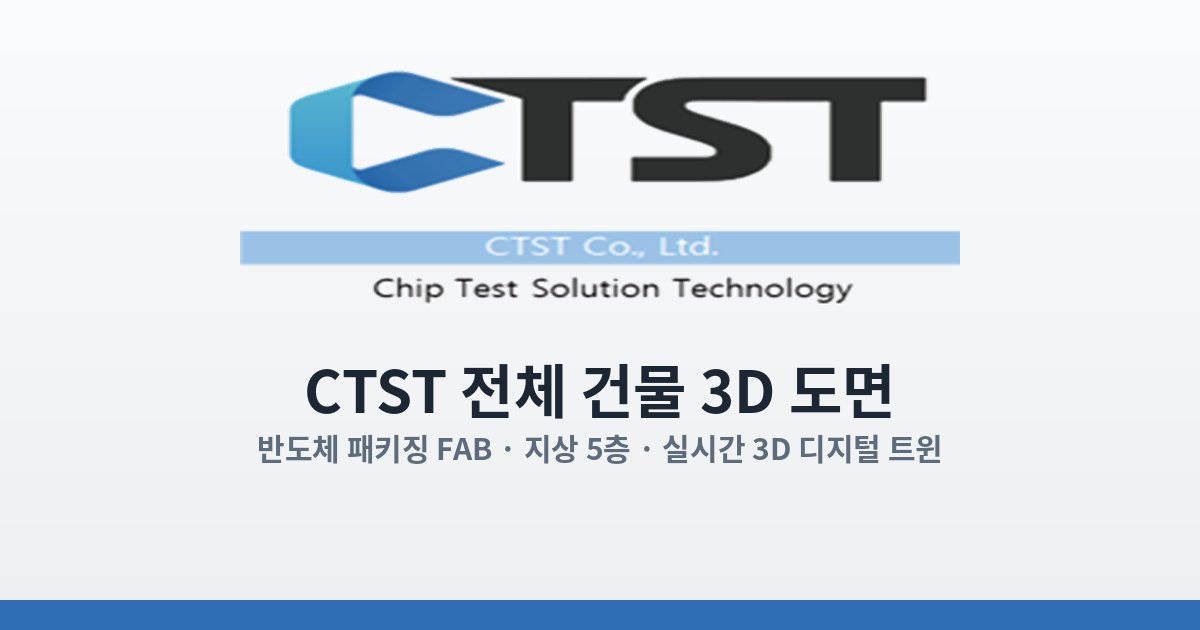 CTST
CTST Co., Ltd.
Chip Test Solution Technology
CTST 전체 건물 3D 도면
반도체 패키징 FAB · 지상 5층 · 실시간 3D 디지털 트윈